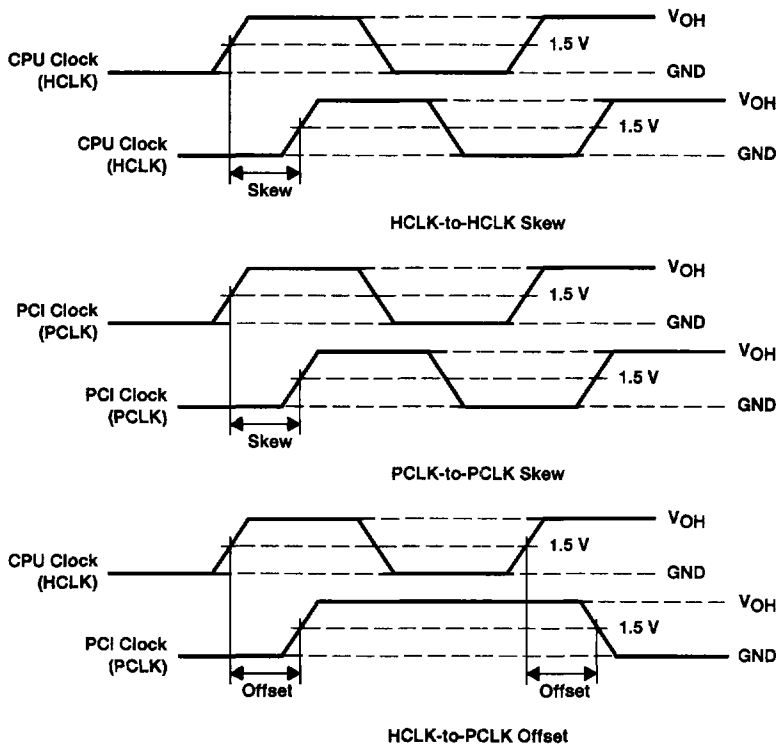 VOH
CPU Clock
(HCLK)
1.5 V
GND
VOH
CPU Clock
(HCLK)
1.5 V
GND
Skew
HCLK-to-HCLK Skew
VOH
PCI Clock
(PCLK)
1.5 V
GND
VOH
PCI Clock
(PCLK)
1.5 V
GND
Skew
PCLK-to-PCLK Skew
VOH
CPU Clock
(HCLK)
1.5 V
GND
VOH
PCI Clock
(PCLK)
1.5 V
GND
Offset
Offset
HCLK-to-PCLK Offset